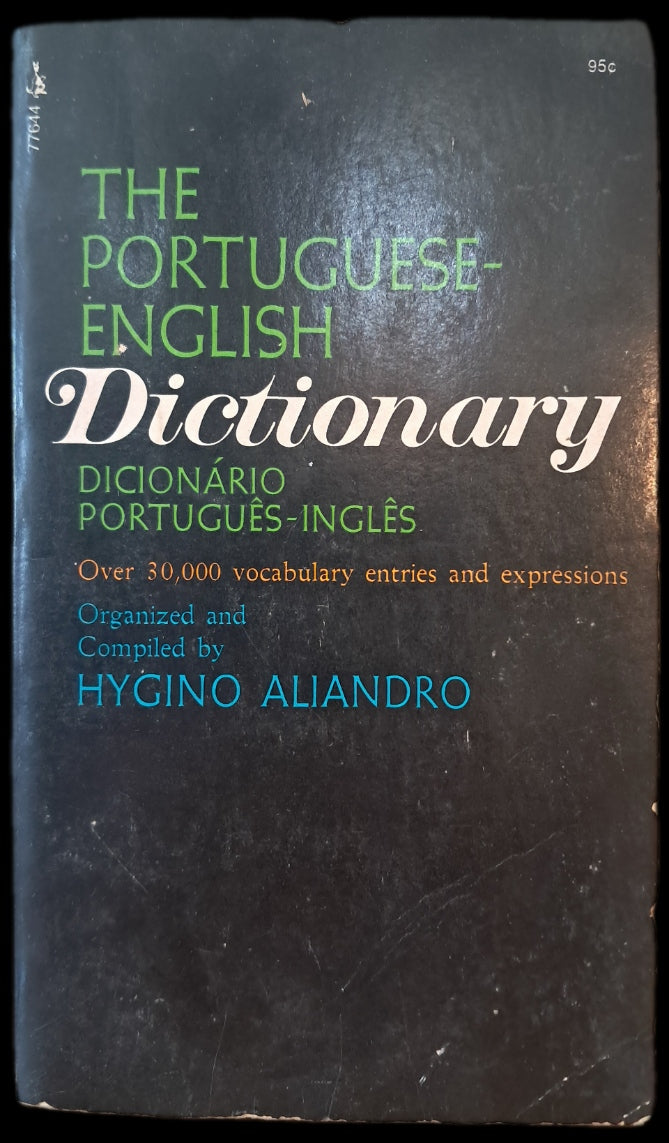 95¢
77644
THE
PORTUGUESE-
ENGLISH
Dictionary
DICIONÁRIO
PORTUGUÊS-INGLÊS
Over 30,000 vocabulary entries and expressions
Organized and
Compiled by
HYGINO ALIANDRO